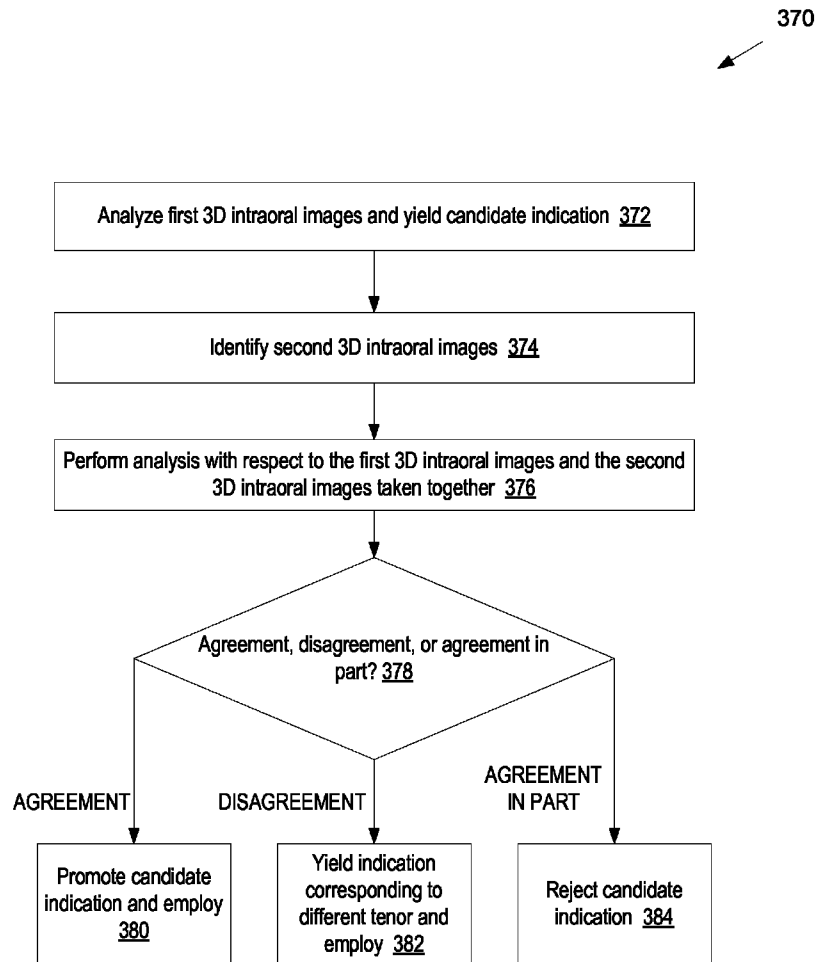 370
Analyze first 3D intraoral images and yield candidate indication 372
Identify second 3D intraoral images 374
Perform analysis with respect to the first 3D intraoral images and the second
3D intraoral images taken together 376
Agreement, disagreement, or agreement in
part? 378
AGREEMENT
DISAGREEMENT
AGREEMENT
IN PART
Promote candidate
indication and employ
380
Yield indication
corresponding to
different tenor and
employ 382
Reject candidate
indication 384